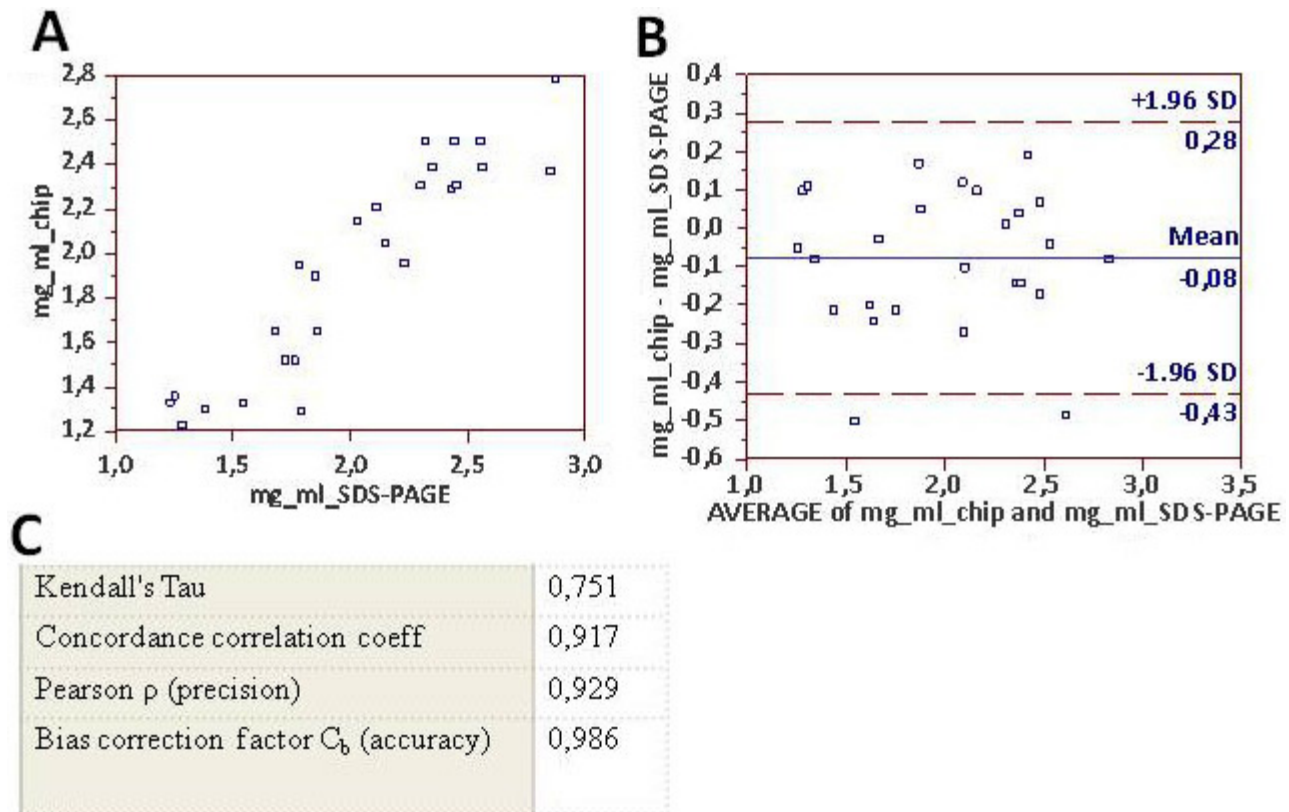 A
2,8
2,6
2,4
2,2
2,0
1,8
1,6
1,4
1,2
mg_ml_chip
1,0 1,5 2,0 2,5 3,0
mg_ml_SDS-PAGE
B
0,4
0,3
0,2
0,1
0,0
-0,1
-0,2
-0,3
-0,4
-0,5
-0,6
mg_ml_chip - mg_ml_SDS-PAGE
+1.96 SD
0,28
Mean
-0,08
-1.96 SD
-0,43
1,0 1,5 2,0 2,5 3,0 3,5
AVERAGE of mg_ml_chip and mg_ml_SDS-PAGE
C
Kendall's Tau 0,751
Concordance correlation coeff 0,917
Pearson ρ (precision) 0,929
Bias correction factor Cb (accuracy) 0,986